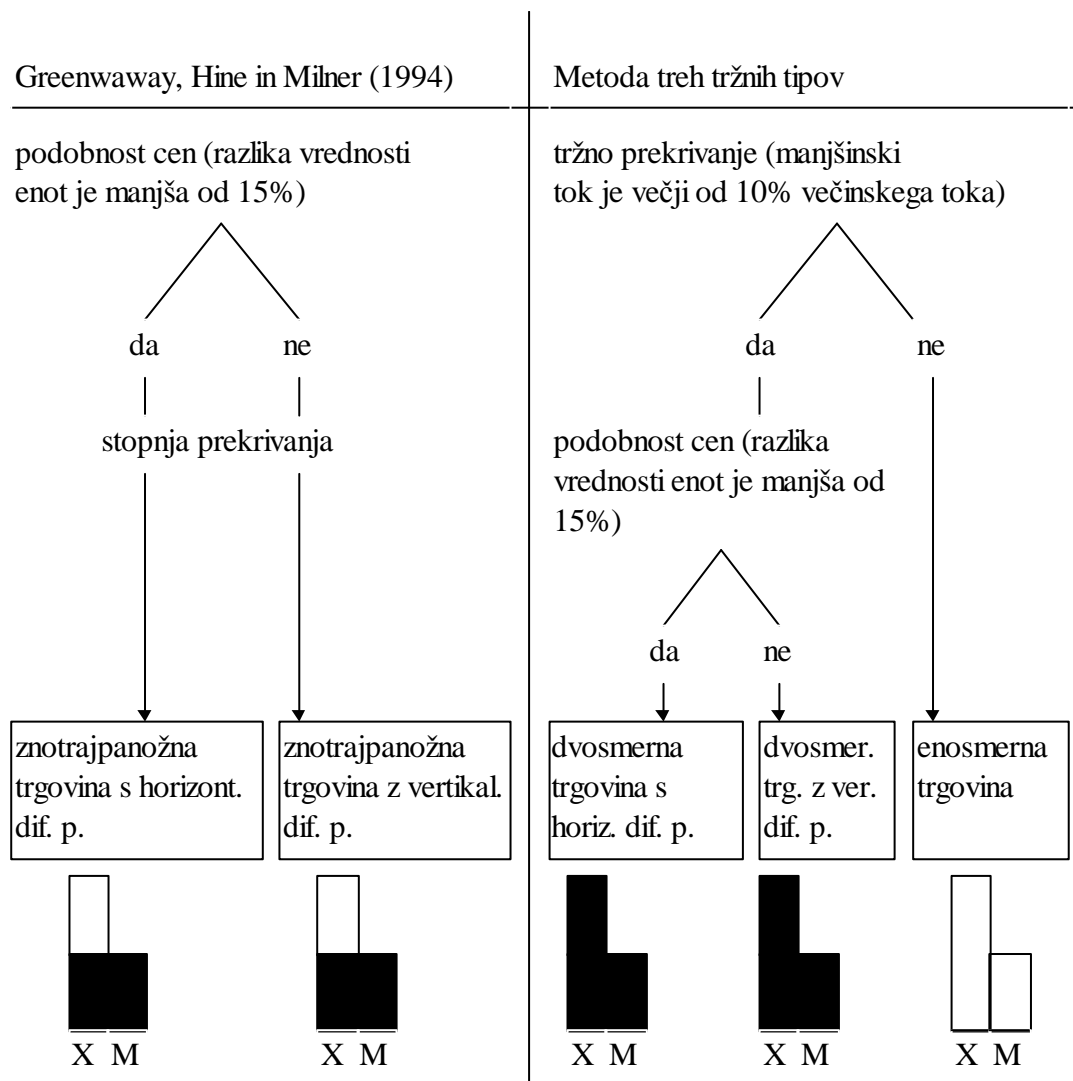 Greenwaway, Hine in Milner (1994)
podobnost cen (razlika vrednosti
enot je manjša od 15%)
da
ne
stopnja prekrivanja
znotrajpanožna
trgovina s horizont.
dif. p.
znotrajpanožna
trgovina z vertikal.
dif. p.
X M
X M
Metoda treh tržnih tipov
tržno prekrivanje (manjšinski
tok je večji od 10% večinskega toka)
da
ne
podobnost cen (razlika
vrednosti enot je manjša od
15%)
da
ne
dvosmerna
trgovina s
horiz. dif. p.
dvosmer.
trg. z ver.
dif. p.
enosmerna
trgovina
X M
X M
X M